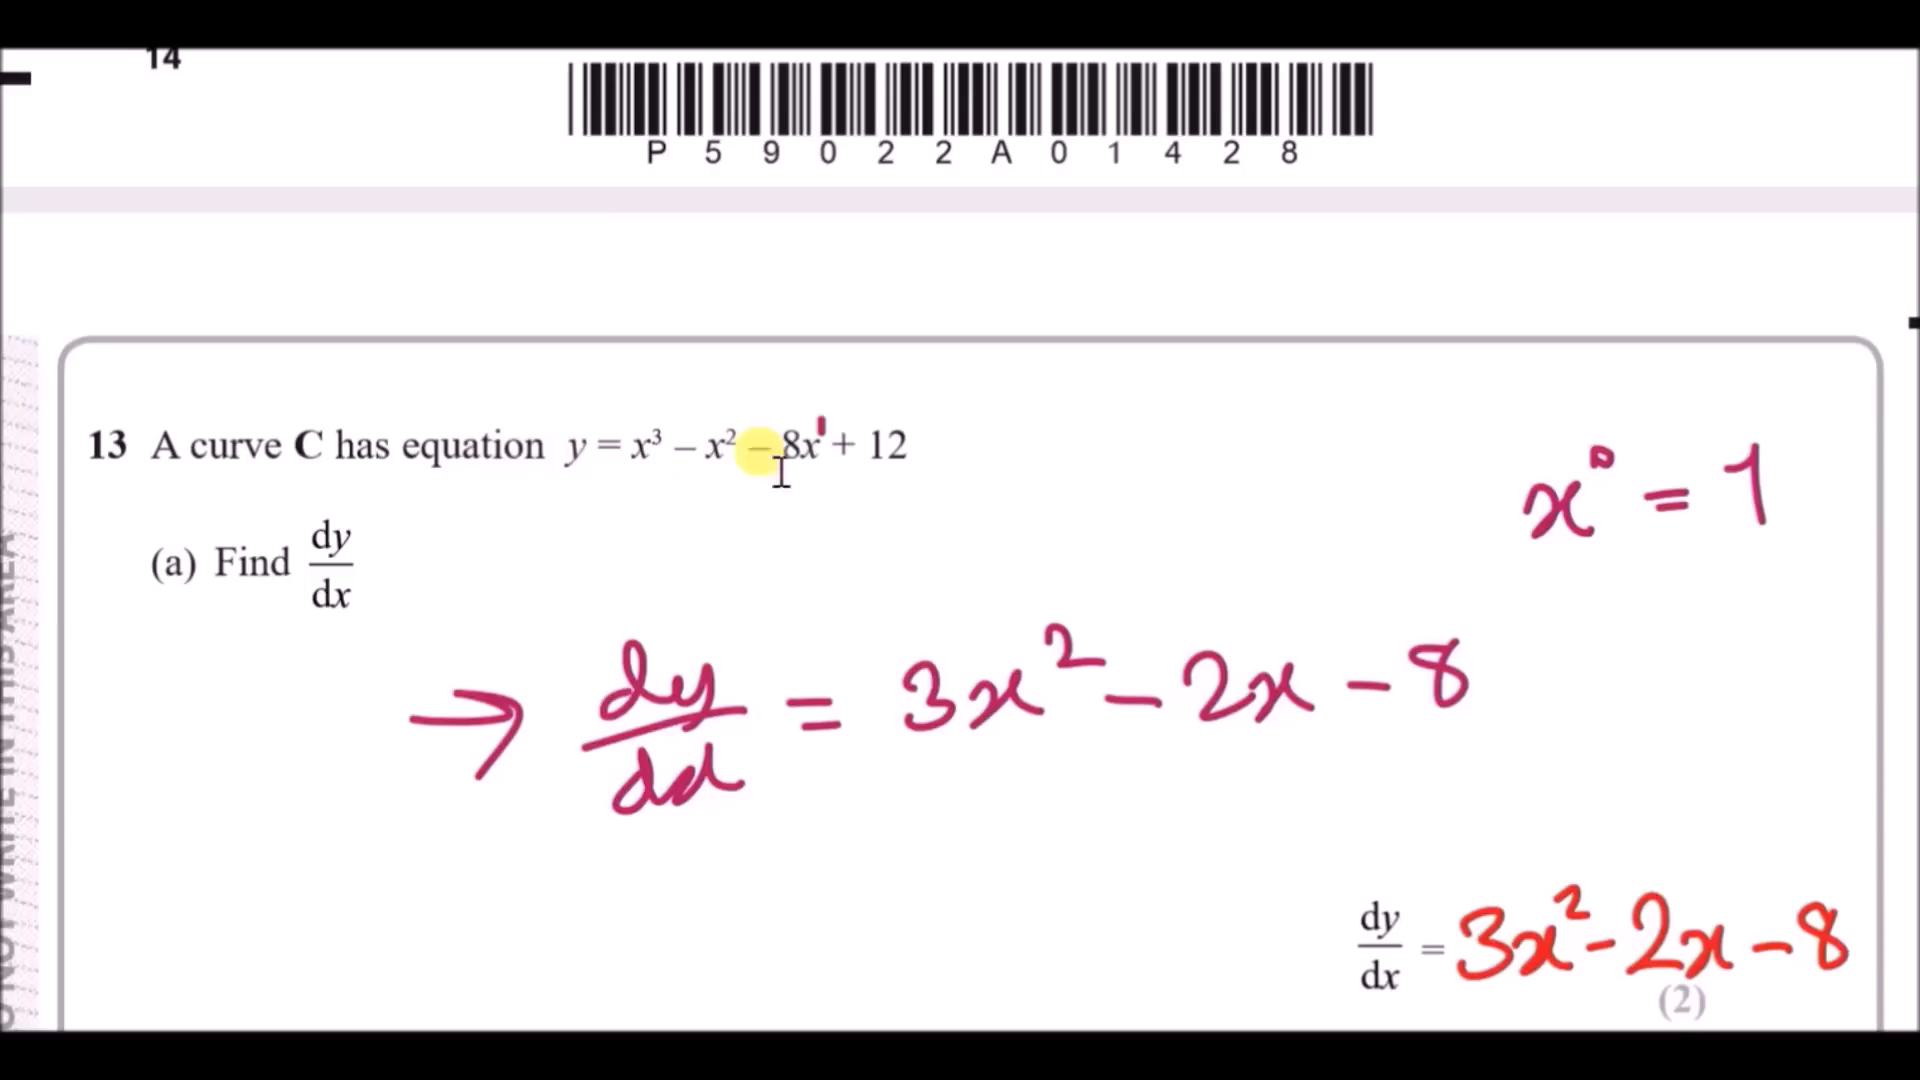 14
P 5 9 0 2 2 A 0 1 4 2 8
13 A curve C has equation y = x³ – x² – 8x¹ + 12
x⁰ = 1
(a) Find dy/dx
→ dy/dx = 3x² – 2x – 8
dy/dx = 3x² – 2x – 8
(2)